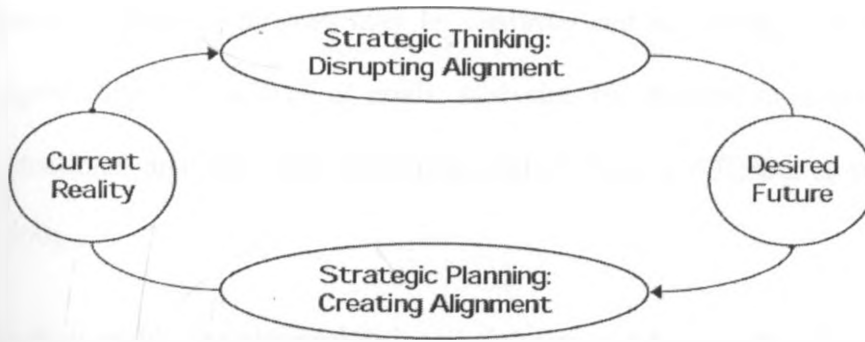 Strategic Thinking:
Disrupting Alignment
Current
Reality
Desired
Future
Strategic Planning:
Creating Alignment